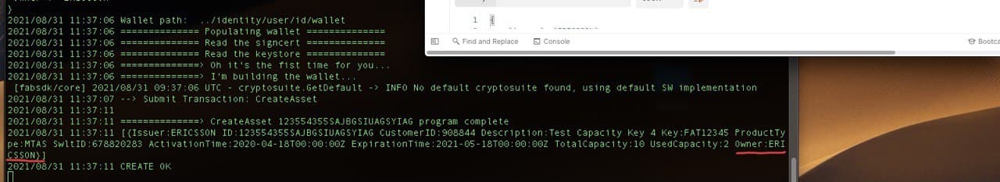 }
2021/08/31 11:37:06 Wallet path:  ../identity/user/id/wallet
2021/08/31 11:37:06 ============== Populating wallet ==============
2021/08/31 11:37:06 ============== Read the signcert ==============
2021/08/31 11:37:06 ============== Read the keystore ==============
2021/08/31 11:37:06 ==============> Oh it's the fist time for you...
2021/08/31 11:37:06 ==============> I'm building the wallet...
[fabsdk/core] 2021/08/31 09:37:06 UTC - cryptosuite.GetDefault -> INFO No default cryptosuite found, using default SW implementation
2021/08/31 11:37:07 --> Submit Transaction: CreateAsset
2021/08/31 11:37:11
2021/08/31 11:37:11 ==============> CreateAsset 123554355SAJBGSIUAGSYIAG program complete
2021/08/31 11:37:11 [{Issuer:ERICSSON ID:123554355SAJBGSIUAGSYIAG CustomerID:908844 Description:Test Capacity Key 4 Key:FAT12345 ProductTy
pe:MTAS SwltID:678820283 ActivationTime:2020-04-18T00:00:00Z ExpirationTime:2021-05-18T00:00:00Z TotalCapacity:10 UsedCapacity:2 Owner:ERI
CSSON}]
2021/08/31 11:37:11 CREATE OK
1 {
Find and Replace Console Bootca